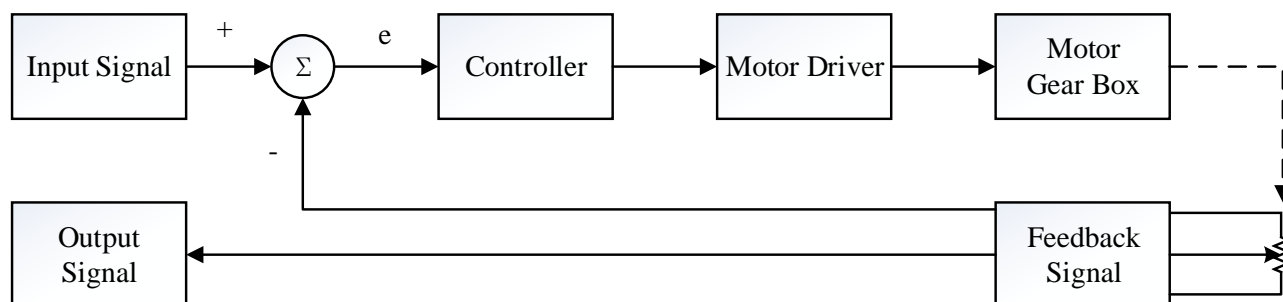 +
e
Input Signal
Σ
Controller
Motor Driver
Motor
Gear Box
-
Output
Signal
Feedback
Signal